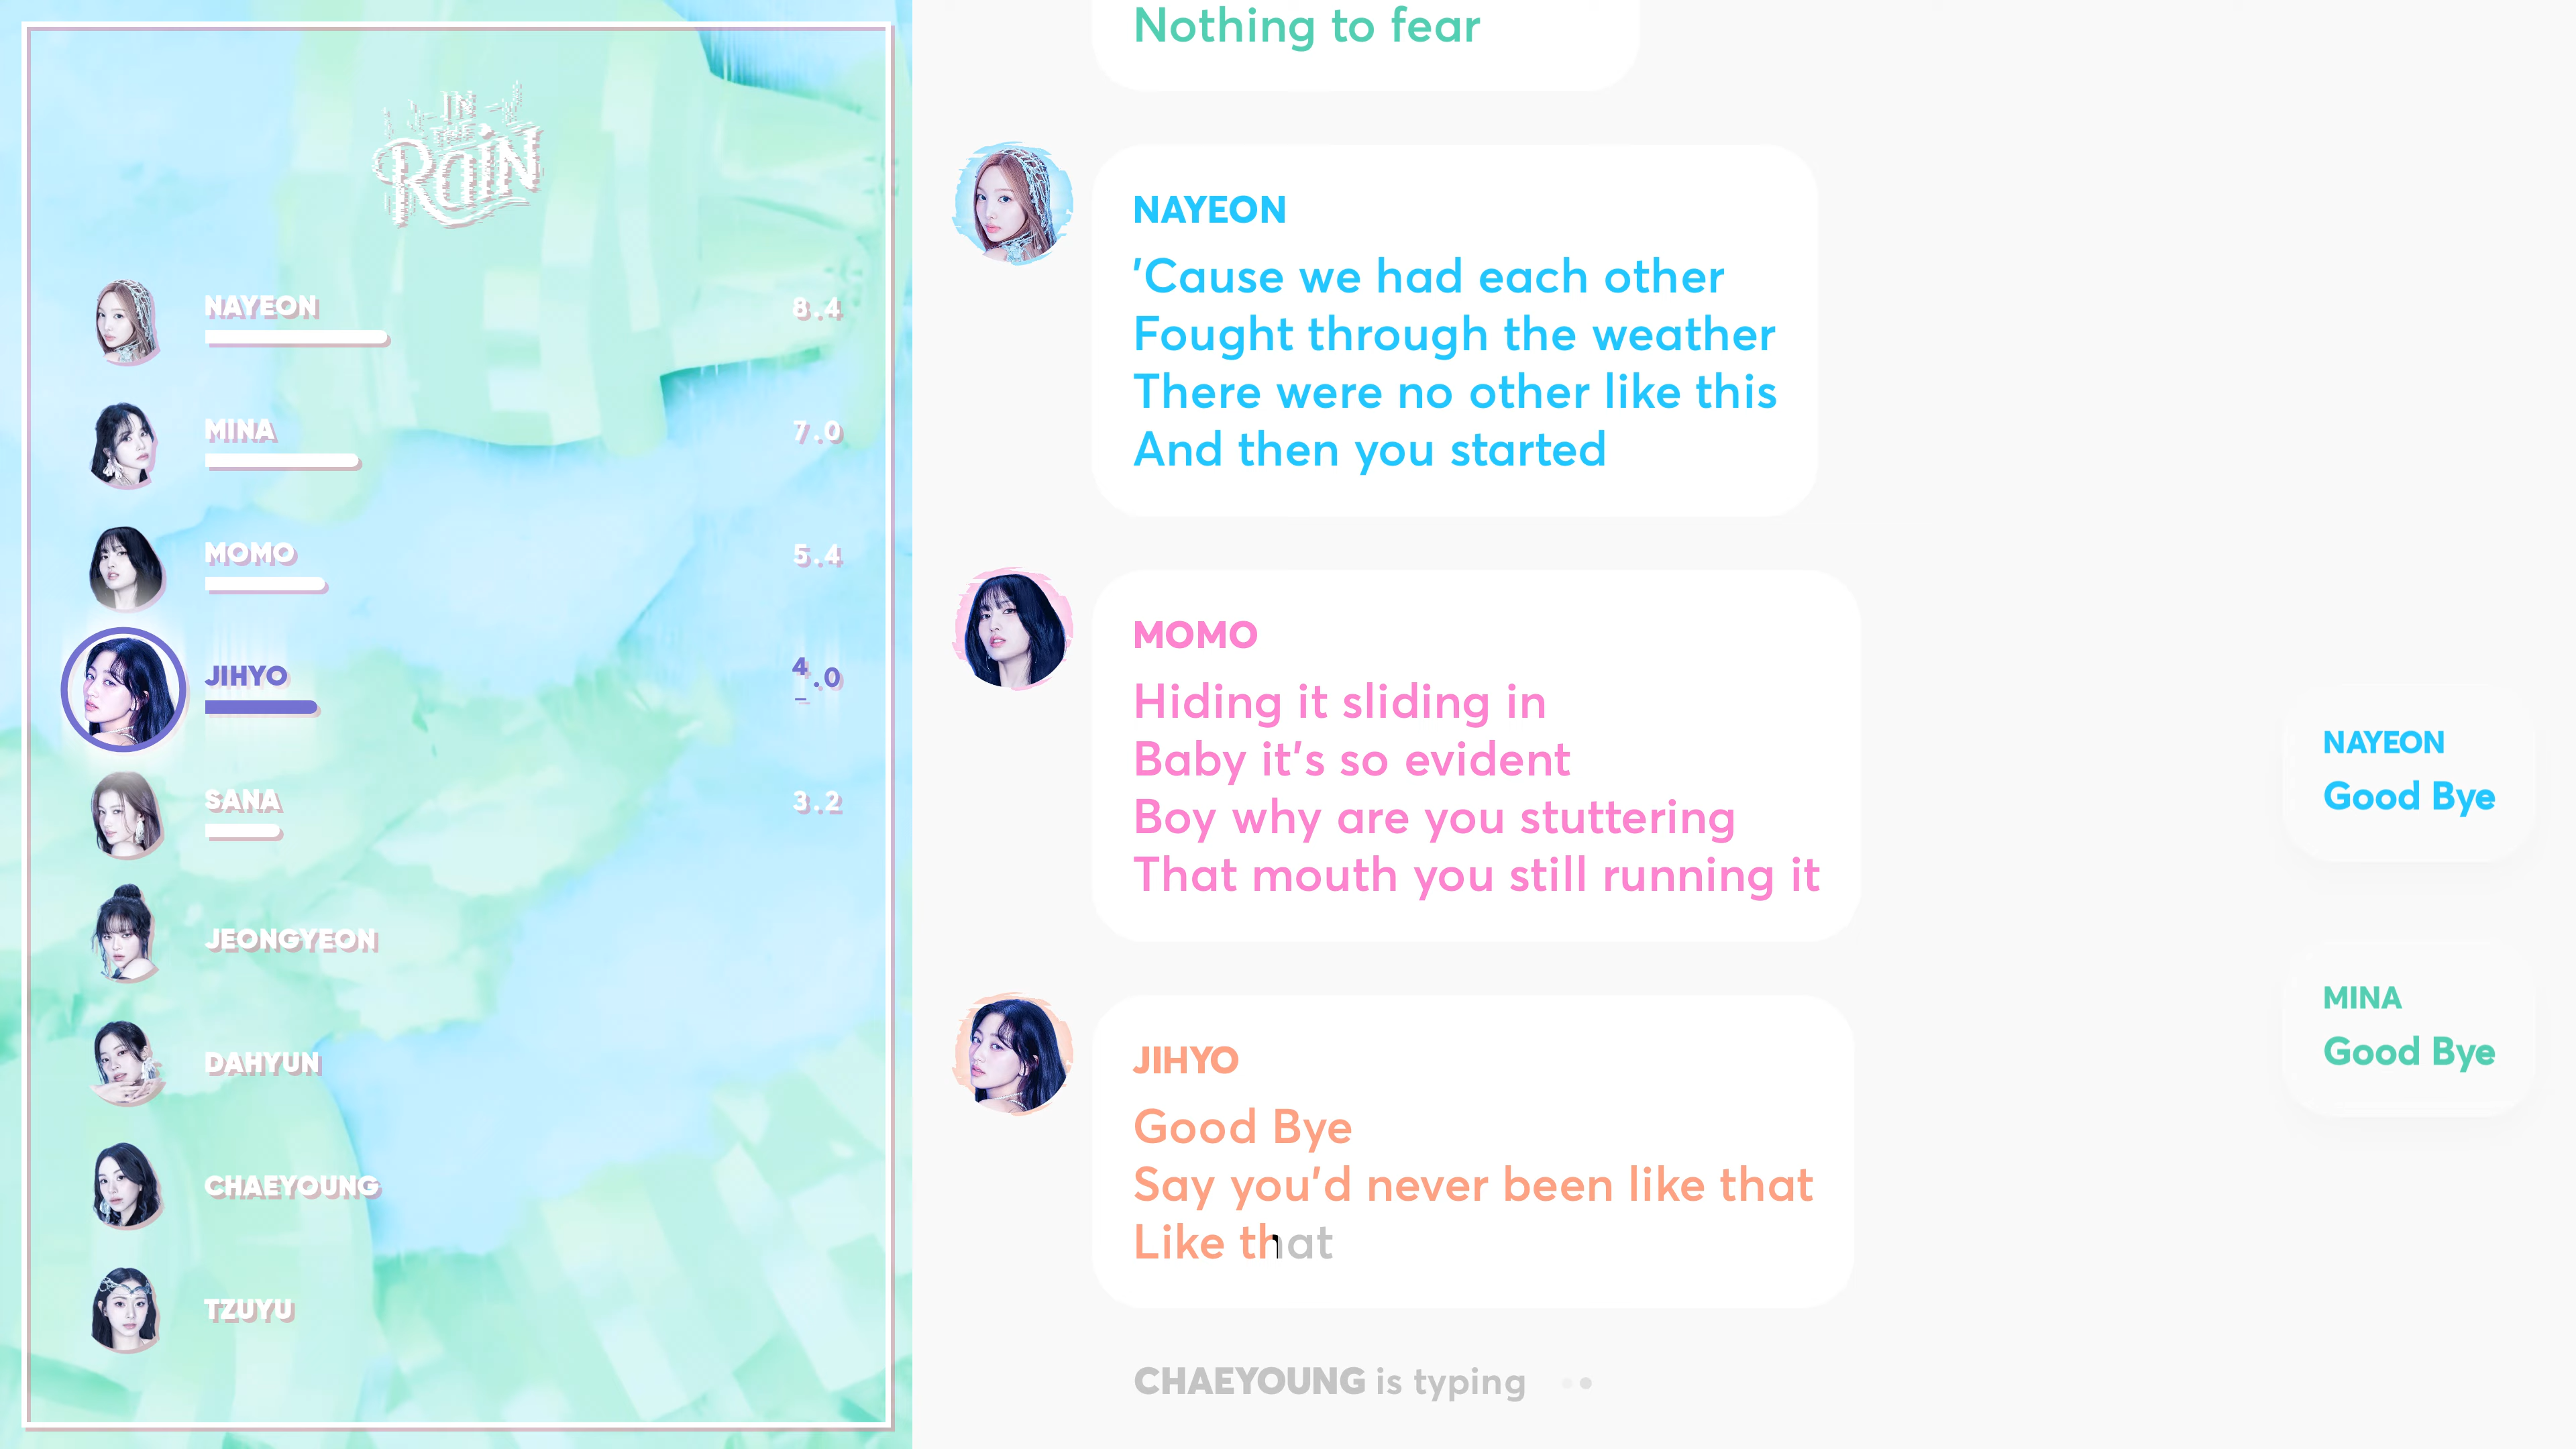 IN
THE
RAIN
NAYEON
8.4
MINA
7.0
MOMO
5.4
JIHYO
4.0
SANA
3.2
JEONGYEON
DAHYUN
CHAEYOUNG
TZUYU
Nothing to fear
NAYEON
'Cause we had each other
Fought through the weather
There were no other like this
And then you started
MOMO
Hiding it sliding in
Baby it's so evident
Boy why are you stuttering
That mouth you still running it
JIHYO
Good Bye
Say you'd never been like that
Like that
CHAEYOUNG is typing
NAYEON
Good Bye
MINA
Good Bye